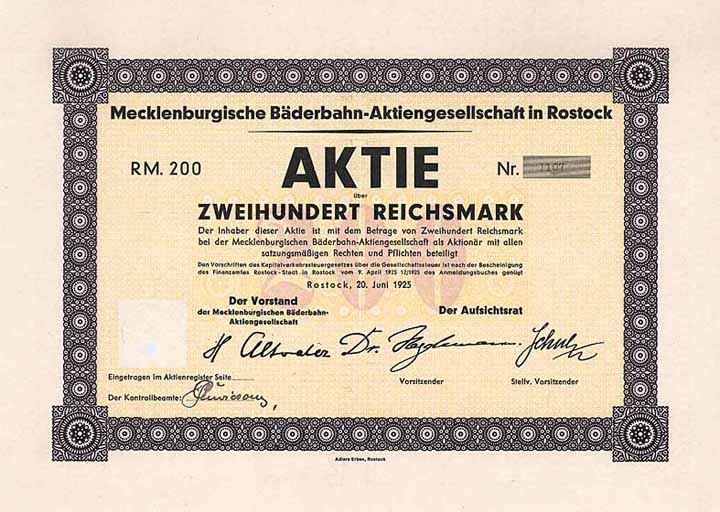 Mecklenburgische Bäderbahn-Aktiengesellschaft in Rostock
RM. 200 AKTIE Nr. 1107
über
ZWEIHUNDERT REICHSMARK
Der Inhaber dieser Aktie ist mit dem Betrage von Zweihundert Reichsmark
bei der Mecklenburgischen Bäderbahn-Aktiengesellschaft als Aktionär mit allen
satzungsmäßigen Rechten und Pflichten beteiligt
Den Vorschriften des Kapitalverkehrssteuergesetzes über die Gesellschaftssteuer ist nach der Bescheinigung
des Finanzamtes Rostock-Stadt in Rostock vom 9. April 1925 12/1925 des Anmeldungsbuches genügt
Rostock, 20. Juni 1925
Der Vorstand
der Mecklenburgischen Bäderbahn-
Aktiengesellschaft
Der Aufsichtsrat
Dr. Schulz
Eingetragen im Aktienregister Seite
Vorsitzender
Stellv. Vorsitzender
Der Kontrollbeamte:
Adlers Erben, Rostock